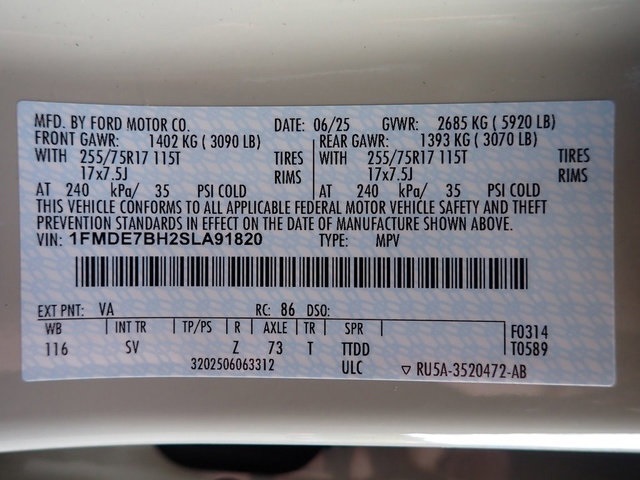 MFD. BY FORD MOTOR CO. DATE: 06/25 GVWR: 2685 KG ( 5920 LB)
FRONT GAWR: 1402 KG ( 3090 LB) REAR GAWR: 1393 KG ( 3070 LB)
WITH 255/75R17 115T TIRES WITH 255/75R17 115T TIRES
17x7.5J RIMS 17x7.5J RIMS
AT 240 kPa/ 35 PSI COLD AT 240 kPa/ 35 PSI COLD
THIS VEHICLE CONFORMS TO ALL APPLICABLE FEDERAL MOTOR VEHICLE SAFETY AND THEFT
PREVENTION STANDARDS IN EFFECT ON THE DATE OF MANUFACTURE SHOWN ABOVE.
VIN: 1FMDE7BH2SLA91820 TYPE: MPV
EXT PNT: VA RC: 86 DSO:
WB INT TR TP/PS R AXLE TR SPR F0314
116 SV Z 73 T TTDD T0589
3202506063312 ULC ▽ RU5A-3520472-AB